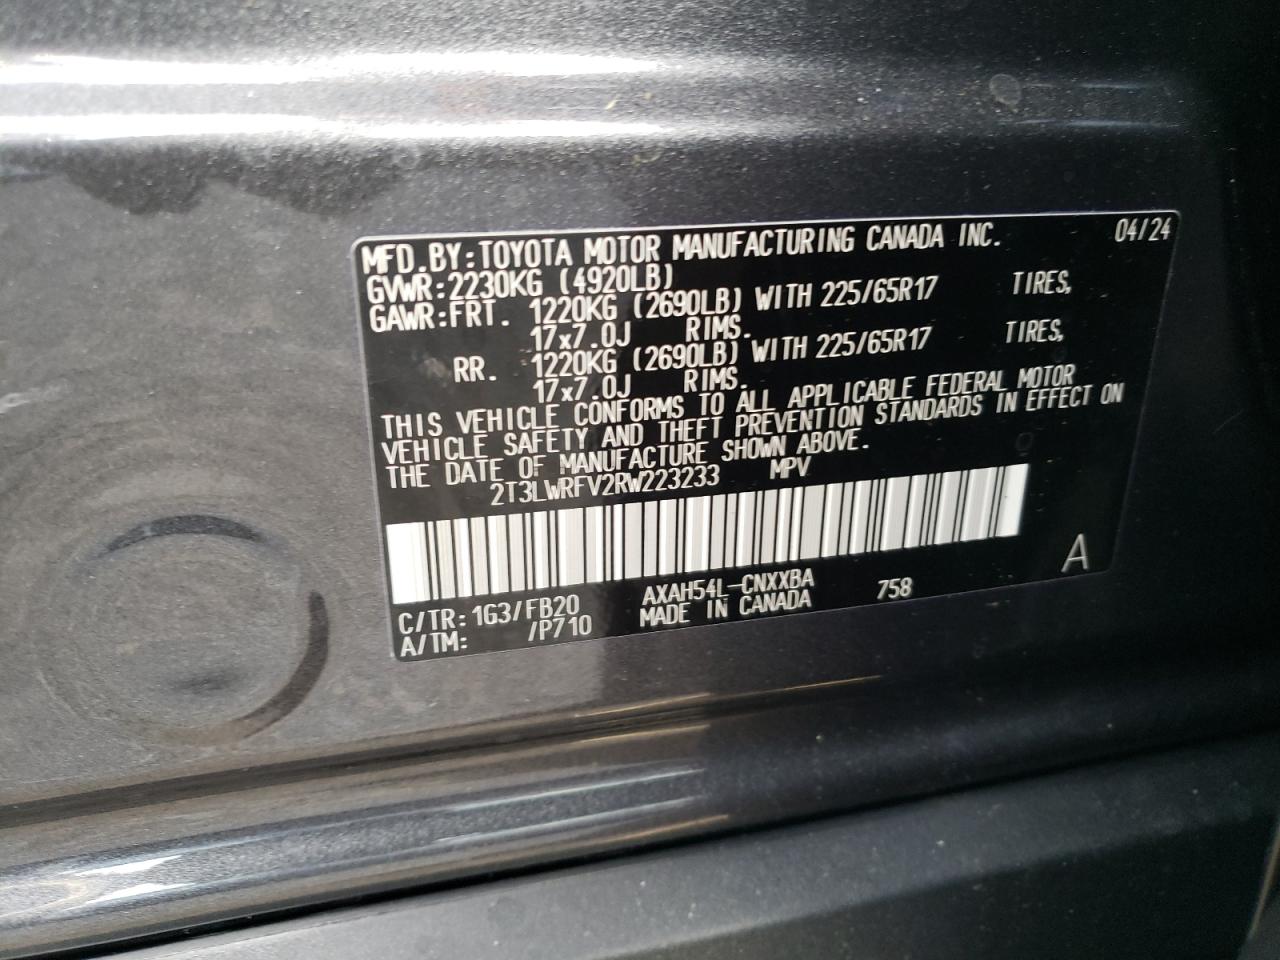 MFD.BY:TOYOTA MOTOR MANUFACTURING CANADA INC. 04/24
GVWR:2230KG (4920LB)
GAWR:FRT. 1220KG (2690LB) WITH 225/65R17 TIRES,
17x7.0J RIMS.
RR. 1220KG (2690LB) WITH 225/65R17 TIRES,
17x7.0J RIMS.
THIS VEHICLE CONFORMS TO ALL APPLICABLE FEDERAL MOTOR
VEHICLE SAFETY AND THEFT PREVENTION STANDARDS IN EFFECT ON
THE DATE OF MANUFACTURE SHOWN ABOVE.
2T3LWRFV2RW223233 MPV
A
C/TR: 1G3/FB20 AXAH54L-CNXXBA 758
A/TM: /P710 MADE IN CANADA